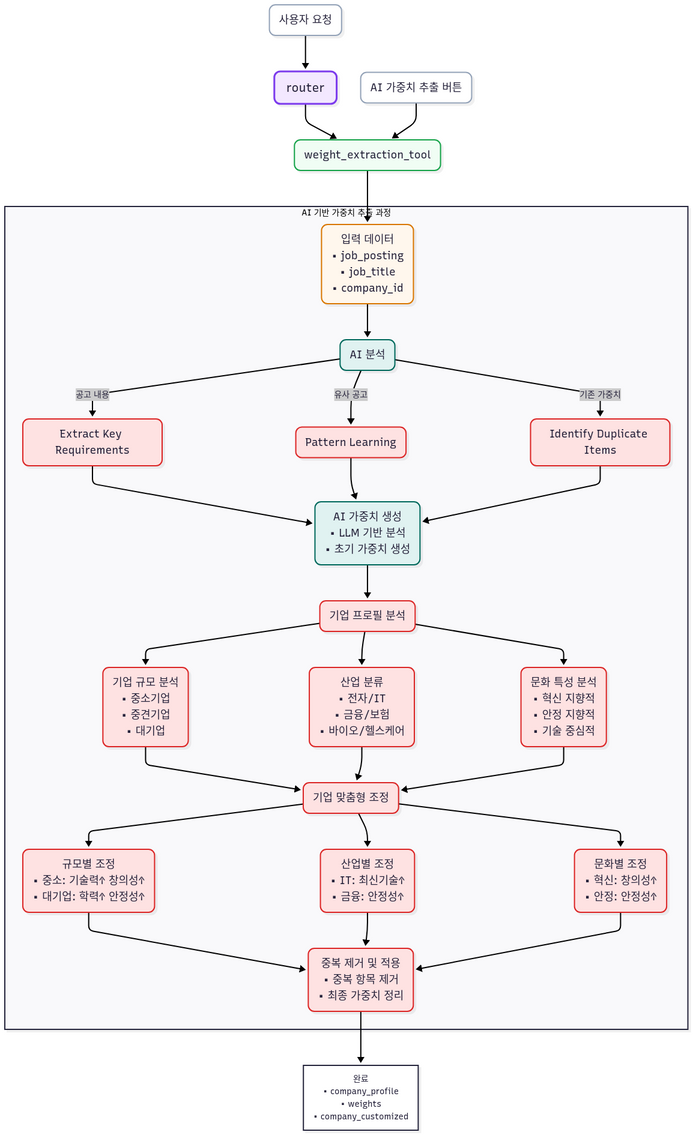 사용자 요청
router
AI 가중치 추출 버튼
weight_extraction_tool
AI 기반 가중치 추출 과정
입력 데이터
▪ job_posting
▪ job_title
▪ company_id
AI 분석
공고 내용
유사 공고
기존 가중치
Extract Key
Requirements
Pattern Learning
Identify Duplicate
Items
AI 가중치 생성
▪ LLM 기반 분석
▪ 초기 가중치 생성
기업 프로필 분석
기업 규모 분석
▪ 중소기업
▪ 중견기업
▪ 대기업
산업 분류
▪ 전자/IT
▪ 금융/보험
▪ 바이오/헬스케어
문화 특성 분석
▪ 혁신 지향적
▪ 안정 지향적
▪ 기술 중심적
기업 맞춤형 조정
규모별 조정
▪ 중소: 기술력↑ 창의성↑
▪ 대기업: 학력↑ 안정성↑
산업별 조정
▪ IT: 최신기술↑
▪ 금융: 안정성↑
문화별 조정
▪ 혁신: 창의성↑
▪ 안정: 안정성↑
중복 제거 및 적용
▪ 중복 항목 제거
▪ 최종 가중치 정리
완료
▪ company_profile
▪ weights
▪ company_customized